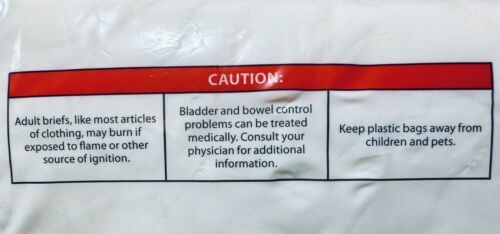 CAUTION:
Adult briefs, like most articles
of clothing, may burn if
exposed to flame or other
source of ignition.
Bladder and bowel control
problems can be treated
medically. Consult your
physician for additional
information.
Keep plastic bags away from
children and pets.